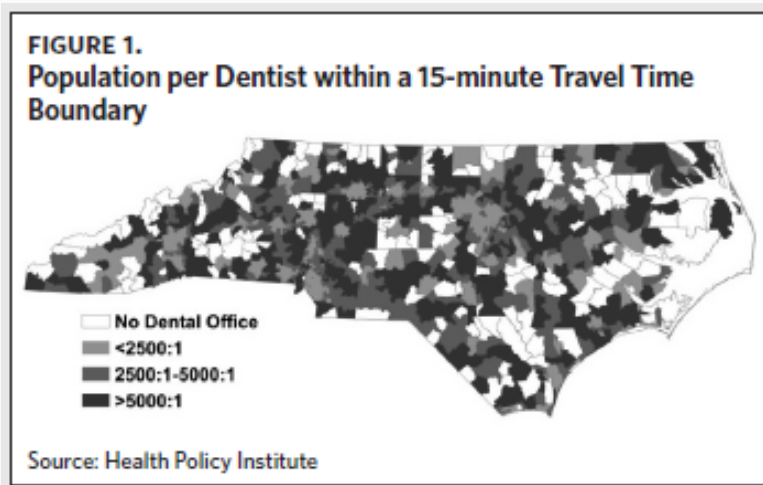 FIGURE 1.
Population per Dentist within a 15-minute Travel Time
Boundary
No Dental Office
<2500:1
2500:1-5000:1
>5000:1
Source: Health Policy Institute